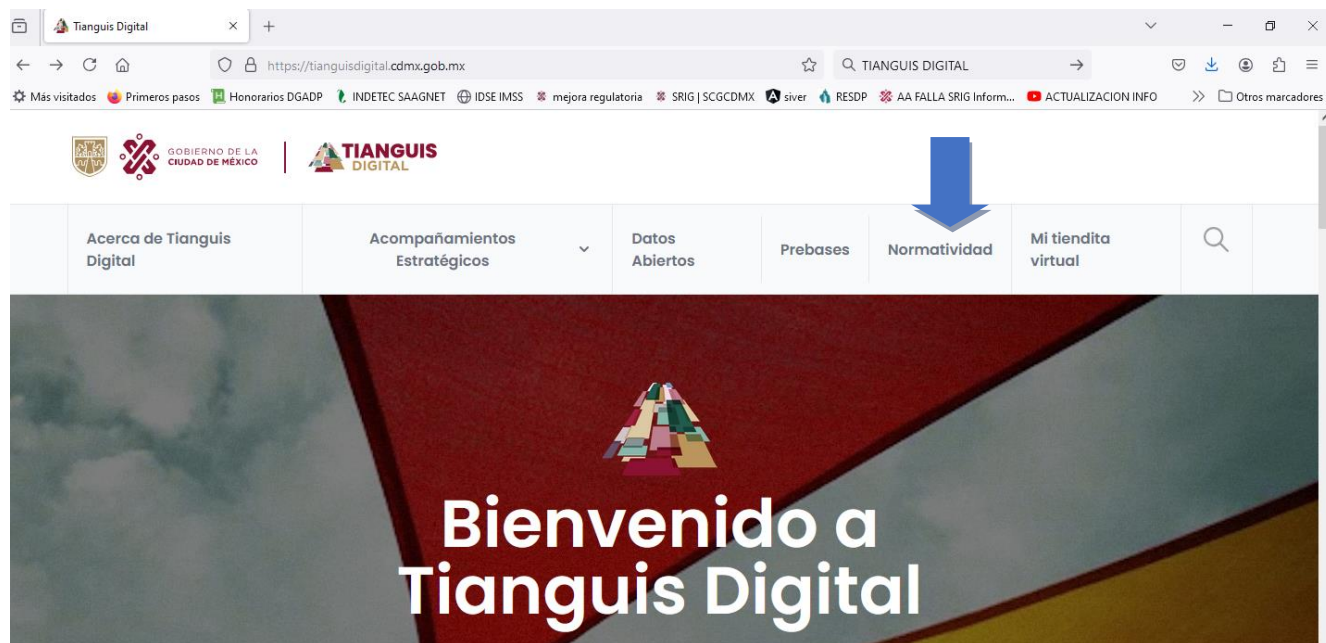 Tianguis Digital
https://tianguisdigital.cdmx.gob.mx
TIANGUIS DIGITAL
Más visitados Primeros pasos Honorarios DGADP INDETEC SAAGNET IDSE IMSS mejora regulatoria SRIG | SCGCDMX siver RESDP AA FALLA SRIG Inform... ACTUALIZACION INFO Otros marcadores
GOBIERNO DE LA
CIUDAD DE MÉXICO
TIANGUIS
DIGITAL
Acerca de Tianguis
Digital
Acompañamientos
Estratégicos
Datos
Abiertos
Prebases
Normatividad
Mi tiendita
virtual
Bienvenido a
Tianguis Digital